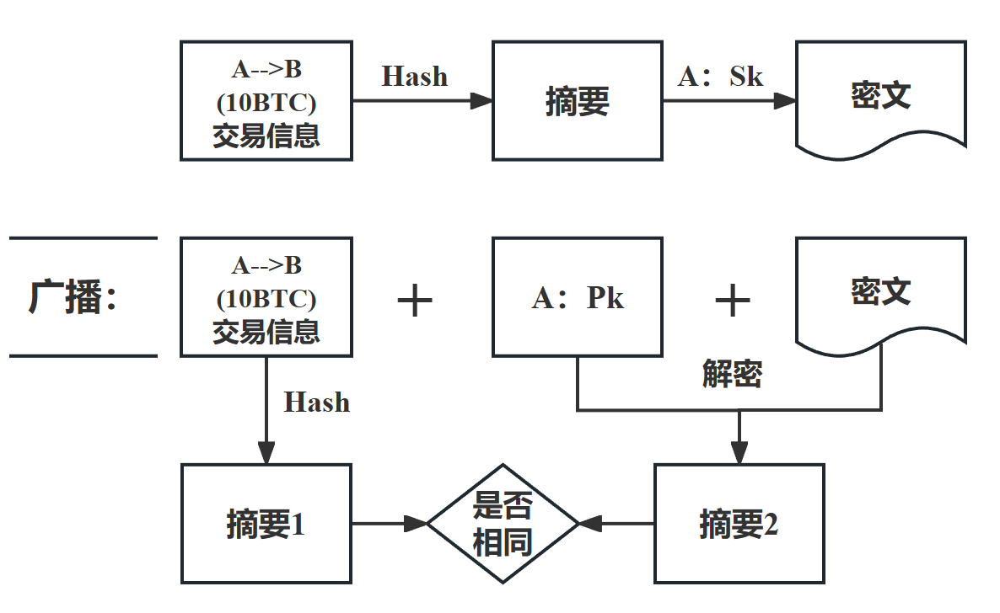 A-->B
(10BTC)
交易信息
Hash
摘要
A：Sk
密文
广播：
A-->B
(10BTC)
交易信息
+
A：Pk
+
密文
解密
Hash
摘要1
是否
相同
摘要2